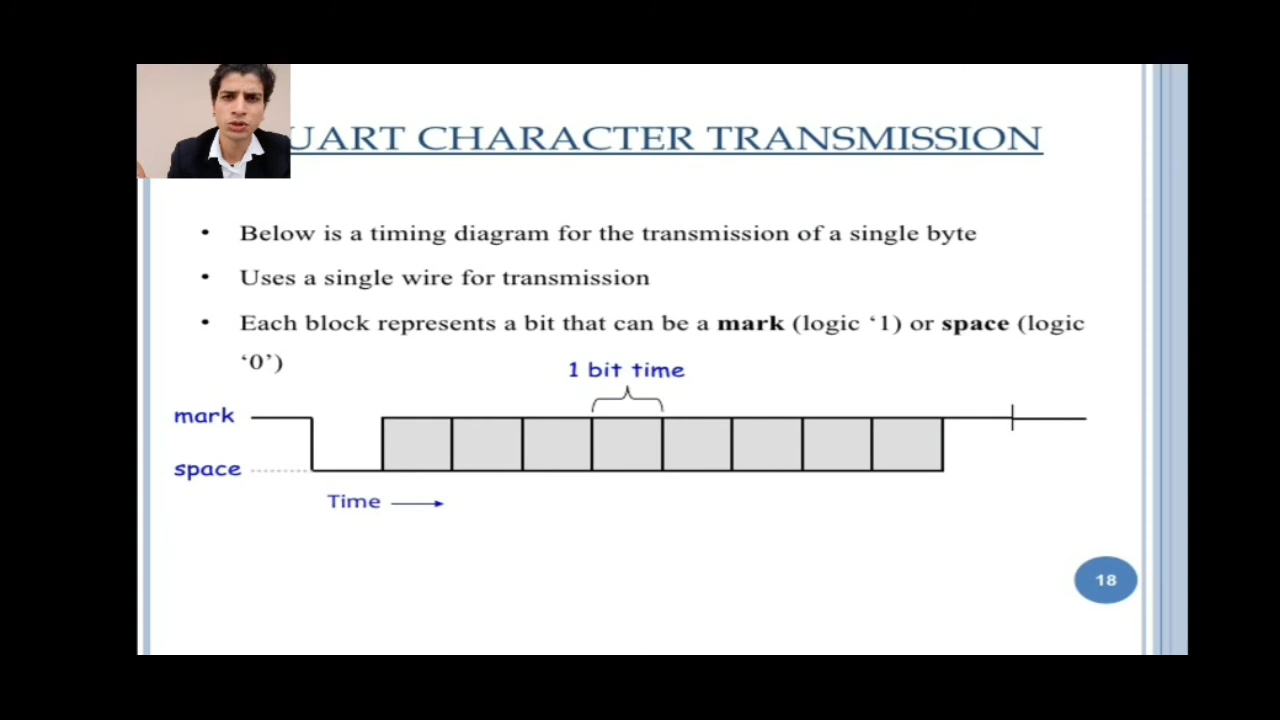 UART CHARACTER TRANSMISSION
• Below is a timing diagram for the transmission of a single byte
• Uses a single wire for transmission
• Each block represents a bit that can be a mark (logic ‘1) or space (logic
‘0’)
1 bit time
mark
space
Time
18